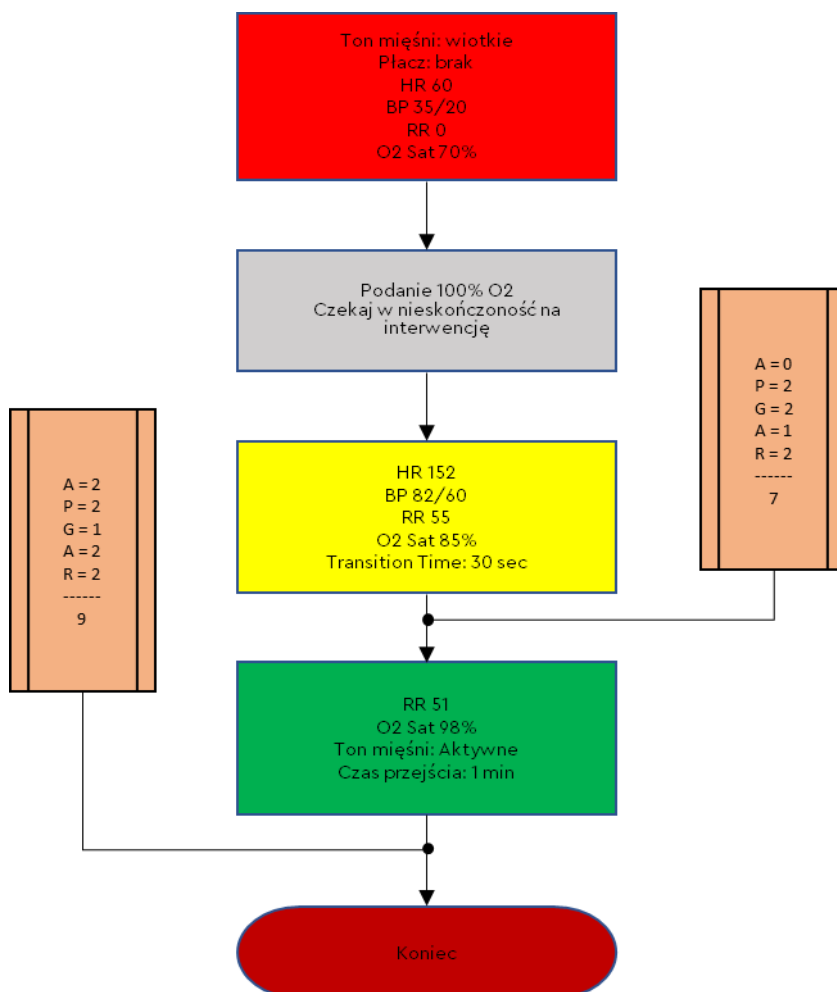 Ton mięśni: wiotkie
Płacz: brak
HR 60
BP 35/20
RR 0
O2 Sat 70%
Podanie 100% O2
Czekaj w nieskończoność na
interwencję
A = 0
P = 2
G = 2
A = 1
R = 2
------
7
HR 152
BP 82/60
RR 55
O2 Sat 85%
Transition Time: 30 sec
A = 2
P = 2
G = 1
A = 2
R = 2
------
9
RR 51
O2 Sat 98%
Ton mięśni: Aktywne
Czas przejścia: 1 min
Koniec